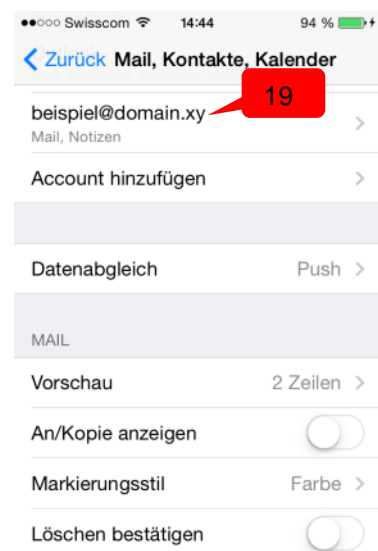 Swisscom 14:44 94 %
Zurück Mail, Kontakte, Kalender
19
beispiel@domain.xy
Mail, Notizen
Account hinzufügen
Datenabgleich Push
MAIL
Vorschau 2 Zeilen
An/Kopie anzeigen
Markierungsstil Farbe
Löschen bestätigen